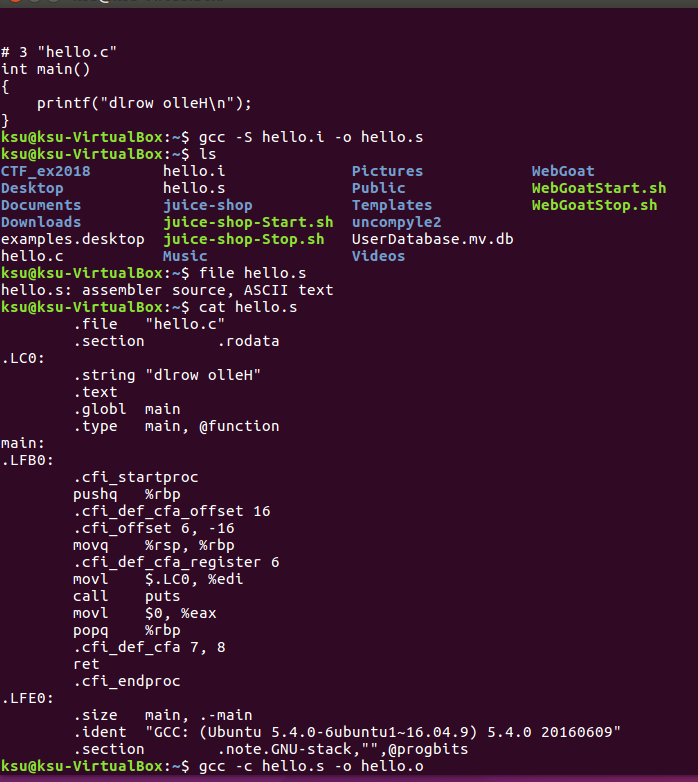 # 3 "hello.c"
int main()
{
    printf("dlrow olleH\n");
}
ksu@ksu-VirtualBox:~$ gcc -S hello.i -o hello.s
ksu@ksu-VirtualBox:~$ ls
CTF_ex2018        hello.i              Pictures             WebGoat
Desktop           hello.s              Public               WebGoatStart.sh
Documents         juice-shop           Templates            WebGoatStop.sh
Downloads         juice-shop-Start.sh  uncompyle2
examples.desktop  juice-shop-Stop.sh   UserDatabase.mv.db
hello.c           Music                Videos
ksu@ksu-VirtualBox:~$ file hello.s
hello.s: assembler source, ASCII text
ksu@ksu-VirtualBox:~$ cat hello.s
        .file   "hello.c"
        .section        .rodata
.LC0:
        .string "dlrow olleH"
        .text
        .globl  main
        .type   main, @function
main:
.LFB0:
        .cfi_startproc
        pushq   %rbp
        .cfi_def_cfa_offset 16
        .cfi_offset 6, -16
        movq    %rsp, %rbp
        .cfi_def_cfa_register 6
        movl    $.LC0, %edi
        call    puts
        movl    $0, %eax
        popq    %rbp
        .cfi_def_cfa 7, 8
        ret
        .cfi_endproc
.LFE0:
        .size   main, .-main
        .ident  "GCC: (Ubuntu 5.4.0-6ubuntu1~16.04.9) 5.4.0 20160609"
        .section        .note.GNU-stack,"",@progbits
ksu@ksu-VirtualBox:~$ gcc -c hello.s -o hello.o